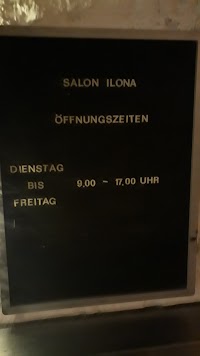 SALON ILONA
ÖFFNUNGSZEITEN
DIENSTAG
BIS 9.00 - 17.00 UHR
FREITAG